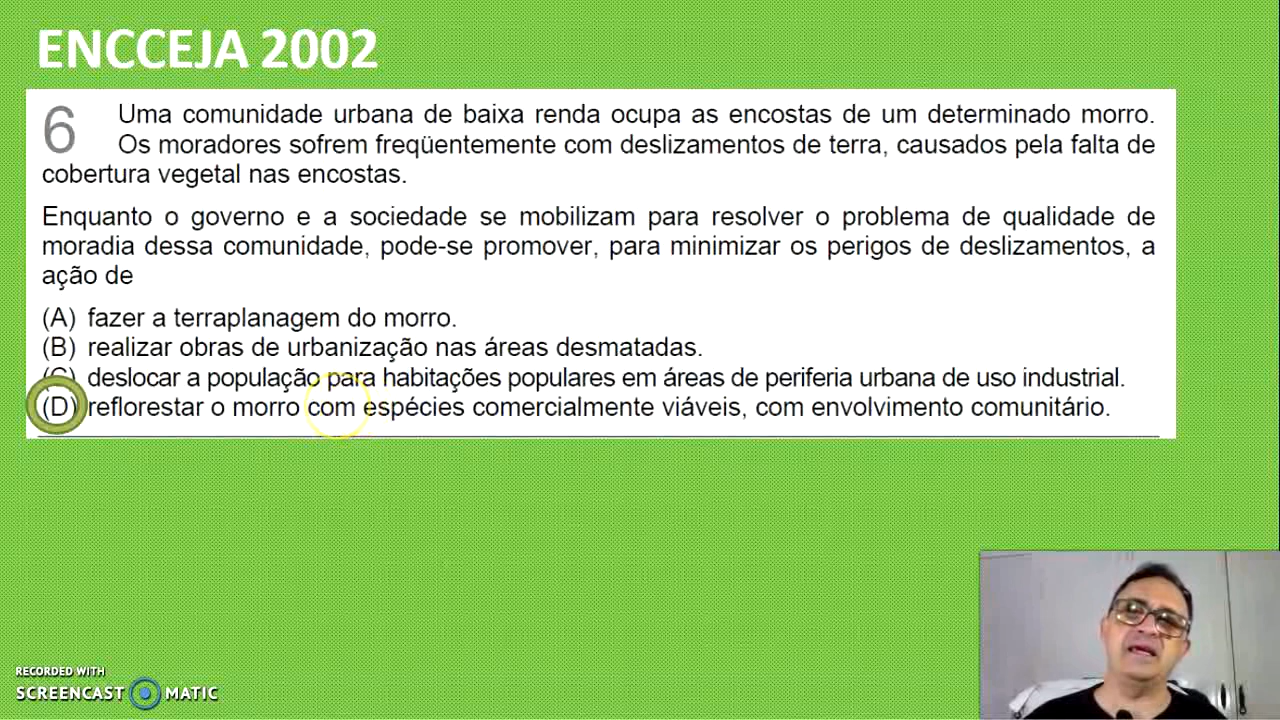 ENCCEJA 2002
6 Uma comunidade urbana de baixa renda ocupa as encostas de um determinado morro.
Os moradores sofrem freqüentemente com deslizamentos de terra, causados pela falta de
cobertura vegetal nas encostas.
Enquanto o governo e a sociedade se mobilizam para resolver o problema de qualidade de
moradia dessa comunidade, pode-se promover, para minimizar os perigos de deslizamentos, a
ação de
(A) fazer a terraplanagem do morro.
(B) realizar obras de urbanização nas áreas desmatadas.
(C) deslocar a população para habitações populares em áreas de periferia urbana de uso industrial.
(D) reflorestar o morro com espécies comercialmente viáveis, com envolvimento comunitário.
RECORDED WITH
SCREENCAST MATIC